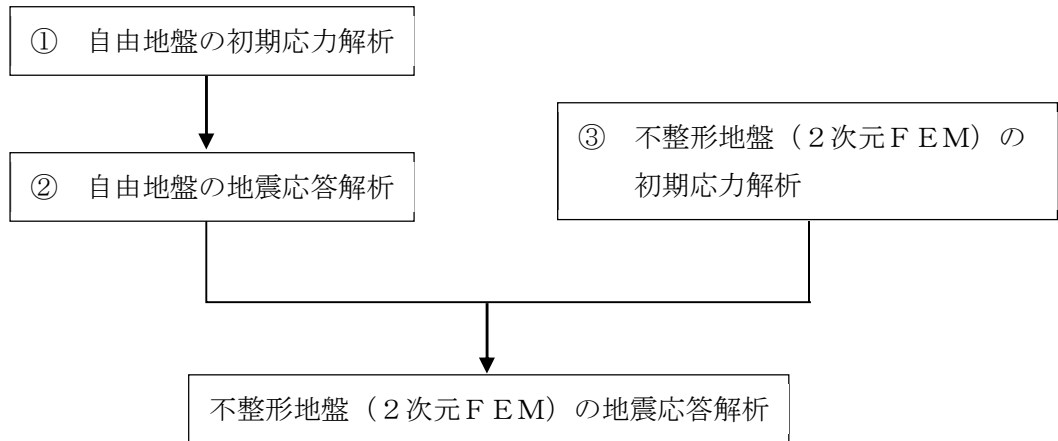 ① 自由地盤の初期応力解析
② 自由地盤の地震応答解析
③ 不整形地盤（２次元ＦＥＭ）の
初期応力解析
不整形地盤（２次元ＦＥＭ）の地震応答解析